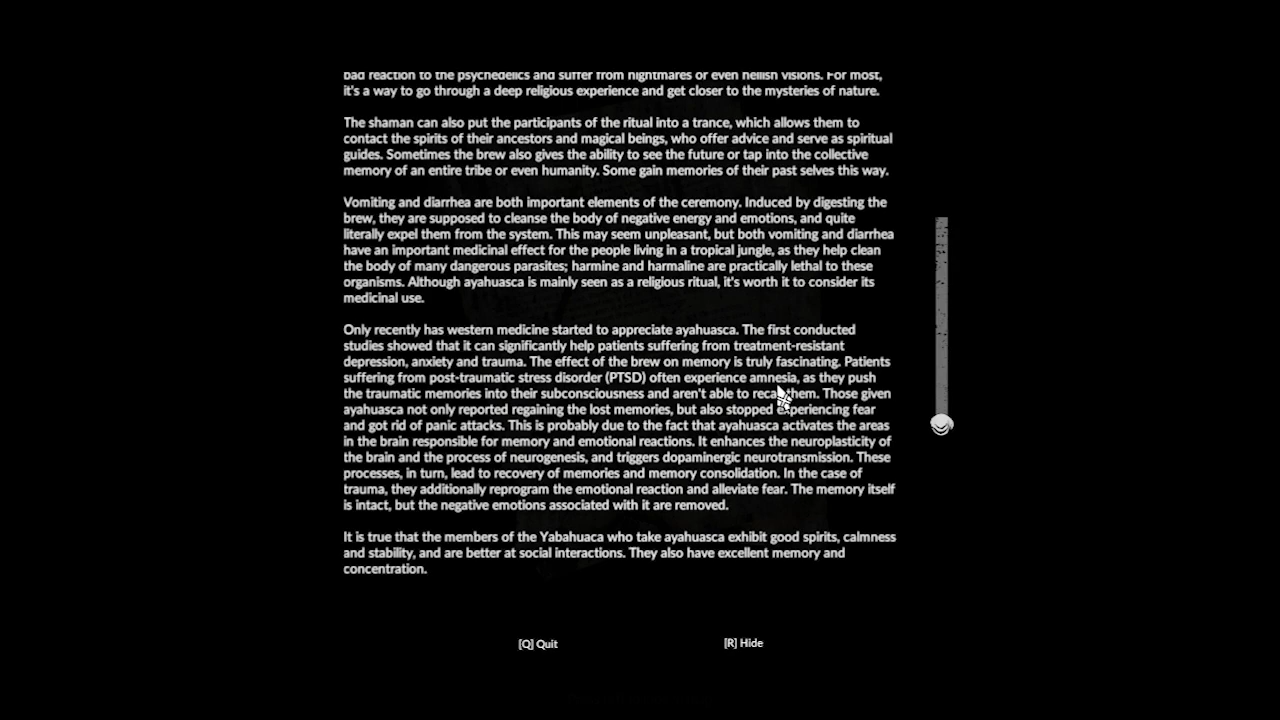 bad reaction to the psychedelics and suffer from nightmares or even hellish visions. For most,
it's a way to go through a deep religious experience and get closer to the mysteries of nature.
The shaman can also put the participants of the ritual into a trance, which allows them to
contact the spirits of their ancestors and magical beings, who offer advice and serve as spiritual
guides. Sometimes the brew also gives the ability to see the future or tap into the collective
memory of an entire tribe or even humanity. Some gain memories of their past selves this way.
Vomiting and diarrhea are both important elements of the ceremony. Induced by digesting the
brew, they are supposed to cleanse the body of negative energy and emotions, and quite
literally expel them from the system. This may seem unpleasant, but both vomiting and diarrhea
have an important medicinal effect for the people living in a tropical jungle, as they help clean
the body of many dangerous parasites; harmine and harmaline are practically lethal to these
organisms. Although ayahuasca is mainly seen as a religious ritual, it's worth it to consider its
medicinal use.
Only recently has western medicine started to appreciate ayahuasca. The first conducted
studies showed that it can significantly help patients suffering from treatment-resistant
depression, anxiety and trauma. The effect of the brew on memory is truly fascinating. Patients
suffering from post-traumatic stress disorder (PTSD) often experience amnesia, as they push
the traumatic memories into their subconsciousness and aren't able to recall them. Those given
ayahuasca not only reported regaining the lost memories, but also stopped experiencing fear
and got rid of panic attacks. This is probably due to the fact that ayahuasca activates the areas
in the brain responsible for memory and emotional reactions. It enhances the neuroplasticity of
the brain and the process of neurogenesis, and triggers dopaminergic neurotransmission. These
processes, in turn, lead to recovery of memories and memory consolidation. In the case of
trauma, they additionally reprogram the emotional reaction and alleviate fear. The memory itself
is intact, but the negative emotions associated with it are removed.
It is true that the members of the Yabahuaca who take ayahuasca exhibit good spirits, calmness
and stability, and are better at social interactions. They also have excellent memory and
concentration.
[Q] Quit
[R] Hide